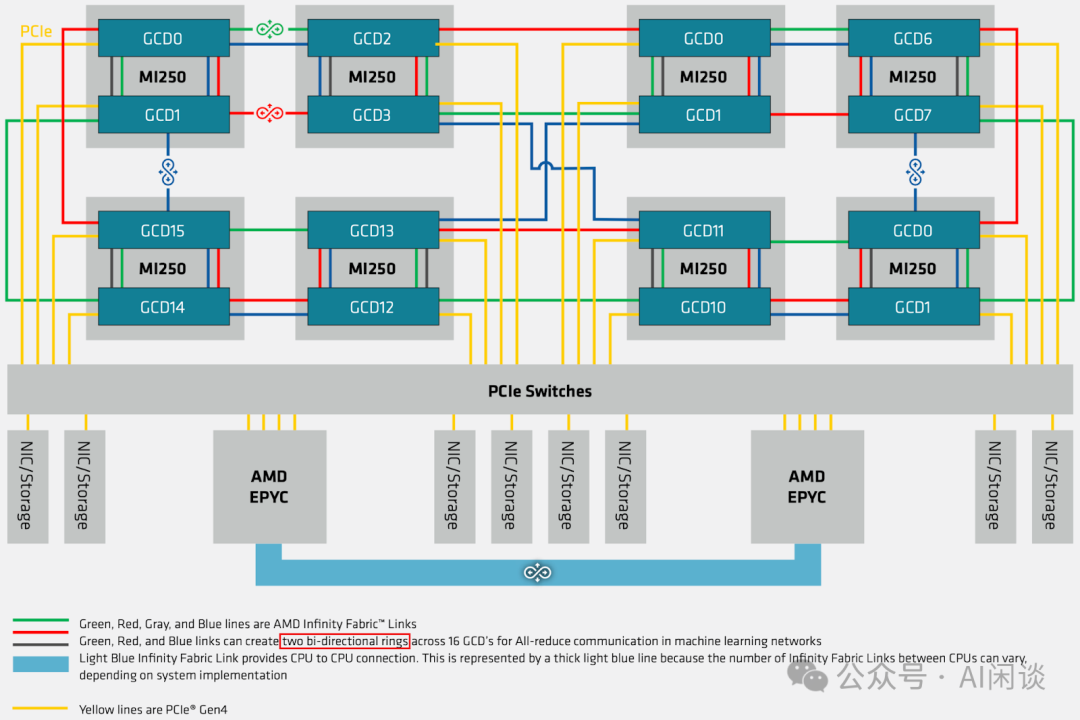 PCIe
GCD0
GCD2
GCD0
GCD6
MI250
MI250
MI250
MI250
GCD1
GCD3
GCD1
GCD7
GCD15
GCD13
GCD11
GCD0
MI250
MI250
MI250
MI250
GCD14
GCD12
GCD10
GCD1
PCIe Switches
NIC/Storage
NIC/Storage
AMD
EPYC
NIC/Storage
NIC/Storage
NIC/Storage
NIC/Storage
AMD
EPYC
NIC/Storage
NIC/Storage
Green, Red, Gray, and Blue lines are AMD Infinity Fabric™ Links
Green, Red, and Blue links can create two bi-directional rings across 16 GCD's for All-reduce communication in machine learning networks
Light Blue Infinity Fabric Link provides CPU to CPU connection. This is represented by a thick light blue line because the number of Infinity Fabric Links between CPUs can vary,
depending on system implementation
公众号 · AI闲谈
Yellow lines are PCIe® Gen4